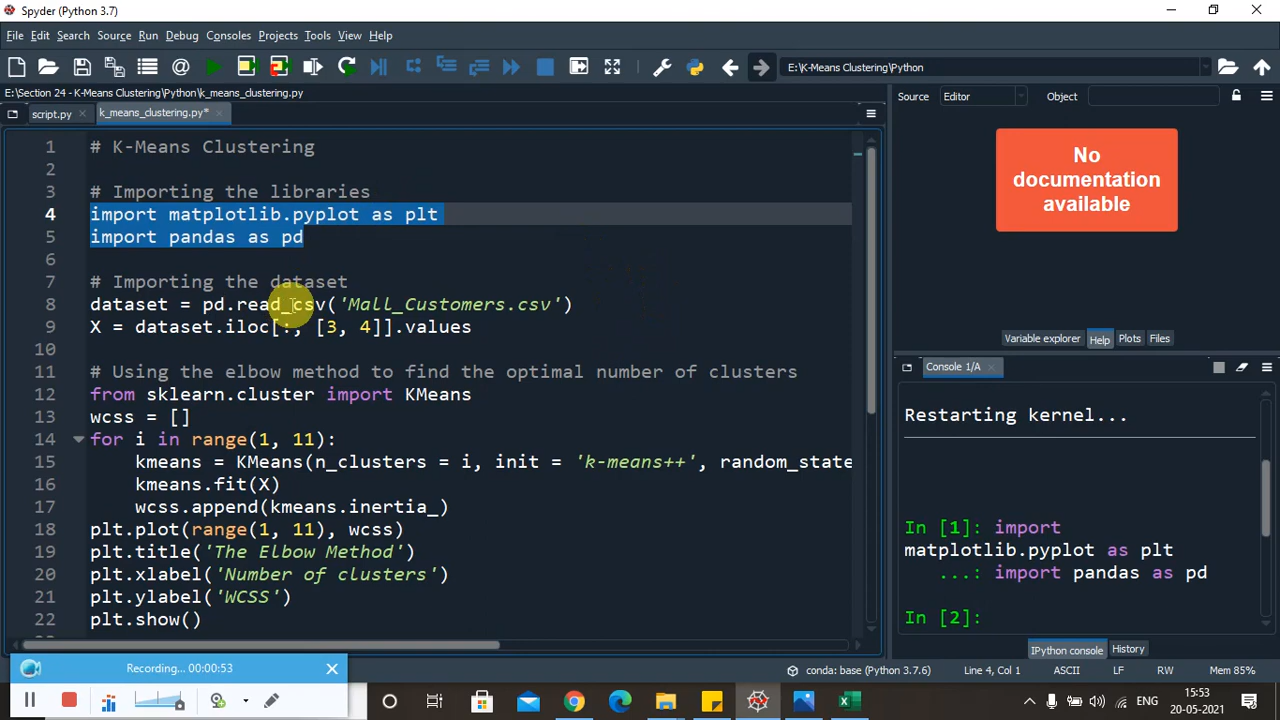 Spyder (Python 3.7)
File Edit Search Source Run Debug Consoles Projects Tools View Help
E:\K-Means Clustering\Python
E:\Section 24 - K-Means Clustering\Python\k_means_clustering.py
script.py k_means_clustering.py*
1 # K-Means Clustering
2
3 # Importing the libraries
4 import matplotlib.pyplot as plt
5 import pandas as pd
6
7 # Importing the dataset
8 dataset = pd.read_csv('Mall_Customers.csv')
9 X = dataset.iloc[:, [3, 4]].values
10
11 # Using the elbow method to find the optimal number of clusters
12 from sklearn.cluster import KMeans
13 wcss = []
14 for i in range(1, 11):
15 kmeans = KMeans(n_clusters = i, init = 'k-means++', random_state
16 kmeans.fit(X)
17 wcss.append(kmeans.inertia_)
18 plt.plot(range(1, 11), wcss)
19 plt.title('The Elbow Method')
20 plt.xlabel('Number of clusters')
21 plt.ylabel('WCSS')
22 plt.show()
Source Editor Object
No
documentation
available
Variable explorer Help Plots Files
Console 1/A
Restarting kernel...
In [1]: import
matplotlib.pyplot as plt
...: import pandas as pd
In [2]:
IPython console History
conda: base (Python 3.7.6) Line 4, Col 1 ASCII LF RW Mem 85%
Recording... 00:00:53
ENG
15:53
20-05-2021